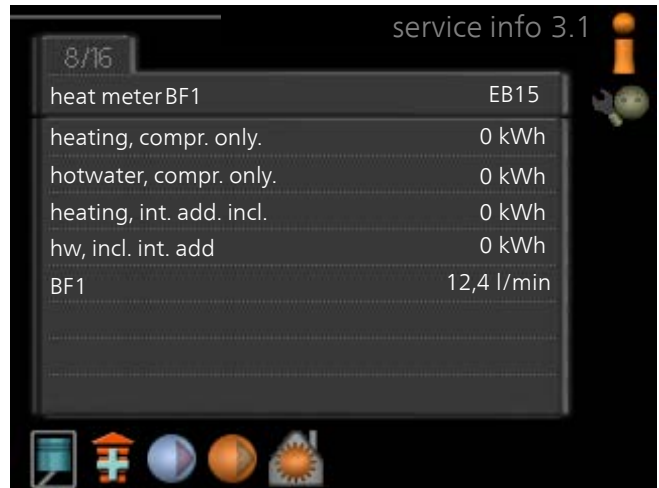 service info 3.1
8/16
heat meter BF1 EB15
heating, compr. only. 0 kWh
hotwater, compr. only. 0 kWh
heating, int. add. incl. 0 kWh
hw, incl. int. add 0 kWh
BF1 12,4 l/min